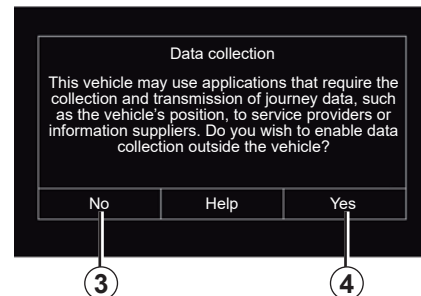 Data collection
This vehicle may use applications that require the
collection and transmission of journey data, such
as the vehicle's position, to service providers or
information suppliers. Do you wish to enable data
collection outside the vehicle?
No Help Yes
3 4